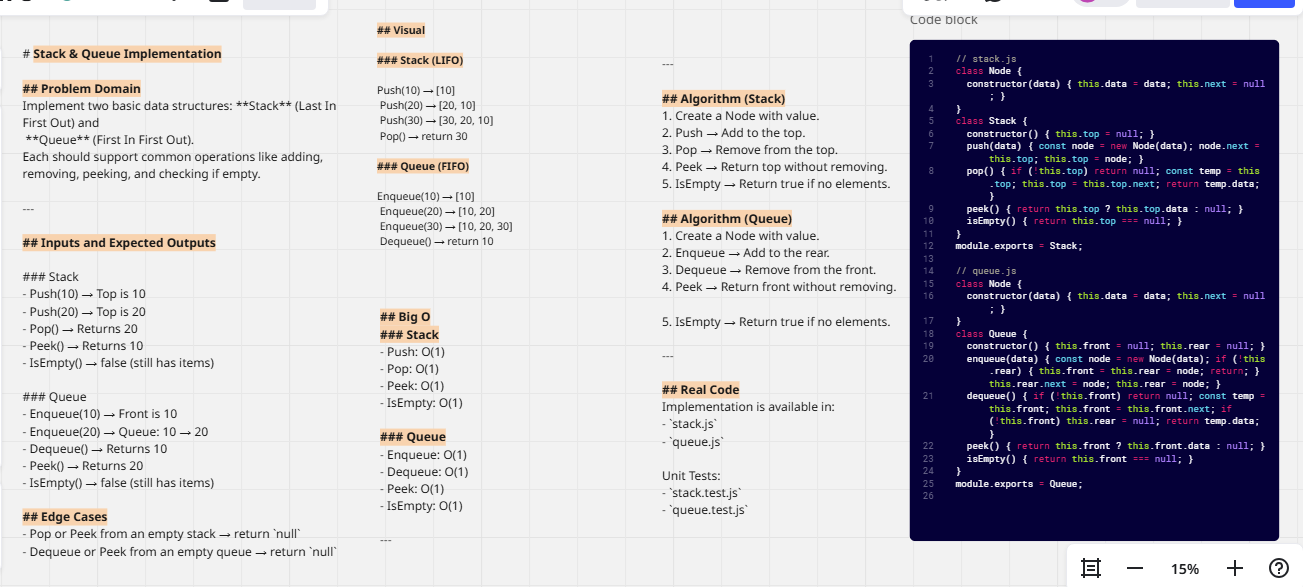 # Stack & Queue Implementation
## Problem Domain
Implement two basic data structures: **Stack** (Last In
First Out) and
**Queue** (First In First Out).
Each should support common operations like adding,
removing, peeking, and checking if empty.
---
## Inputs and Expected Outputs
### Stack
- Push(10) → Top is 10
- Push(20) → Top is 20
- Pop() → Returns 20
- Peek() → Returns 10
- IsEmpty() → false (still has items)
### Queue
- Enqueue(10) → Front is 10
- Enqueue(20) → Queue: 10 → 20
- Dequeue() → Returns 10
- Peek() → Returns 20
- IsEmpty() → false (still has items)
## Edge Cases
- Pop or Peek from an empty stack → return `null`
- Dequeue or Peek from an empty queue → return `null`
## Visual
### Stack (LIFO)
Push(10) → [10]
Push(20) → [20, 10]
Push(30) → [30, 20, 10]
Pop() → return 30
### Queue (FIFO)
Enqueue(10) → [10]
Enqueue(20) → [10, 20]
Enqueue(30) → [10, 20, 30]
Dequeue() → return 10
## Big O
### Stack
- Push: O(1)
- Pop: O(1)
- Peek: O(1)
- IsEmpty: O(1)
### Queue
- Enqueue: O(1)
- Dequeue: O(1)
- Peek: O(1)
- IsEmpty: O(1)
---
---
## Algorithm (Stack)
1. Create a Node with value.
2. Push → Add to the top.
3. Pop → Remove from the top.
4. Peek → Return top without removing.
5. IsEmpty → Return true if no elements.
## Algorithm (Queue)
1. Create a Node with value.
2. Enqueue → Add to the rear.
3. Dequeue → Remove from the front.
4. Peek → Return front without removing.
5. IsEmpty → Return true if no elements.
---
## Real Code
Implementation is available in:
- `stack.js`
- `queue.js`
Unit Tests:
- `stack.test.js`
- `queue.test.js`
Code block
1 // stack.js
2 class Node {
3 constructor(data) { this.data = data; this.next = null
; }
4 }
5 class Stack {
6 constructor() { this.top = null; }
7 push(data) { const node = new Node(data); node.next =
this.top; this.top = node; }
8 pop() { if (!this.top) return null; const temp = this
.top; this.top = this.top.next; return temp.data;
}
9 peek() { return this.top ? this.top.data : null; }
10 isEmpty() { return this.top === null; }
11 }
12 module.exports = Stack;
13
14 // queue.js
15 class Node {
16 constructor(data) { this.data = data; this.next = null
; }
17 }
18 class Queue {
19 constructor() { this.front = null; this.rear = null; }
20 enqueue(data) { const node = new Node(data); if (!this
.rear) { this.front = this.rear = node; return; }
this.rear.next = node; this.rear = node; }
21 dequeue() { if (!this.front) return null; const temp =
this.front; this.front = this.front.next; if
(!this.front) this.rear = null; return temp.data;
}
22 peek() { return this.front ? this.front.data : null; }
23 isEmpty() { return this.front === null; }
24 }
25 module.exports = Queue;
26
15%